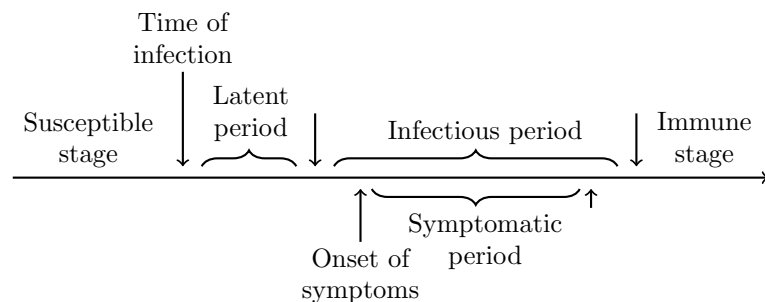 Time of
infection
Latent
period
Susceptible
stage
Infectious period
Immune
stage
Symptomatic
period
Onset of
symptoms